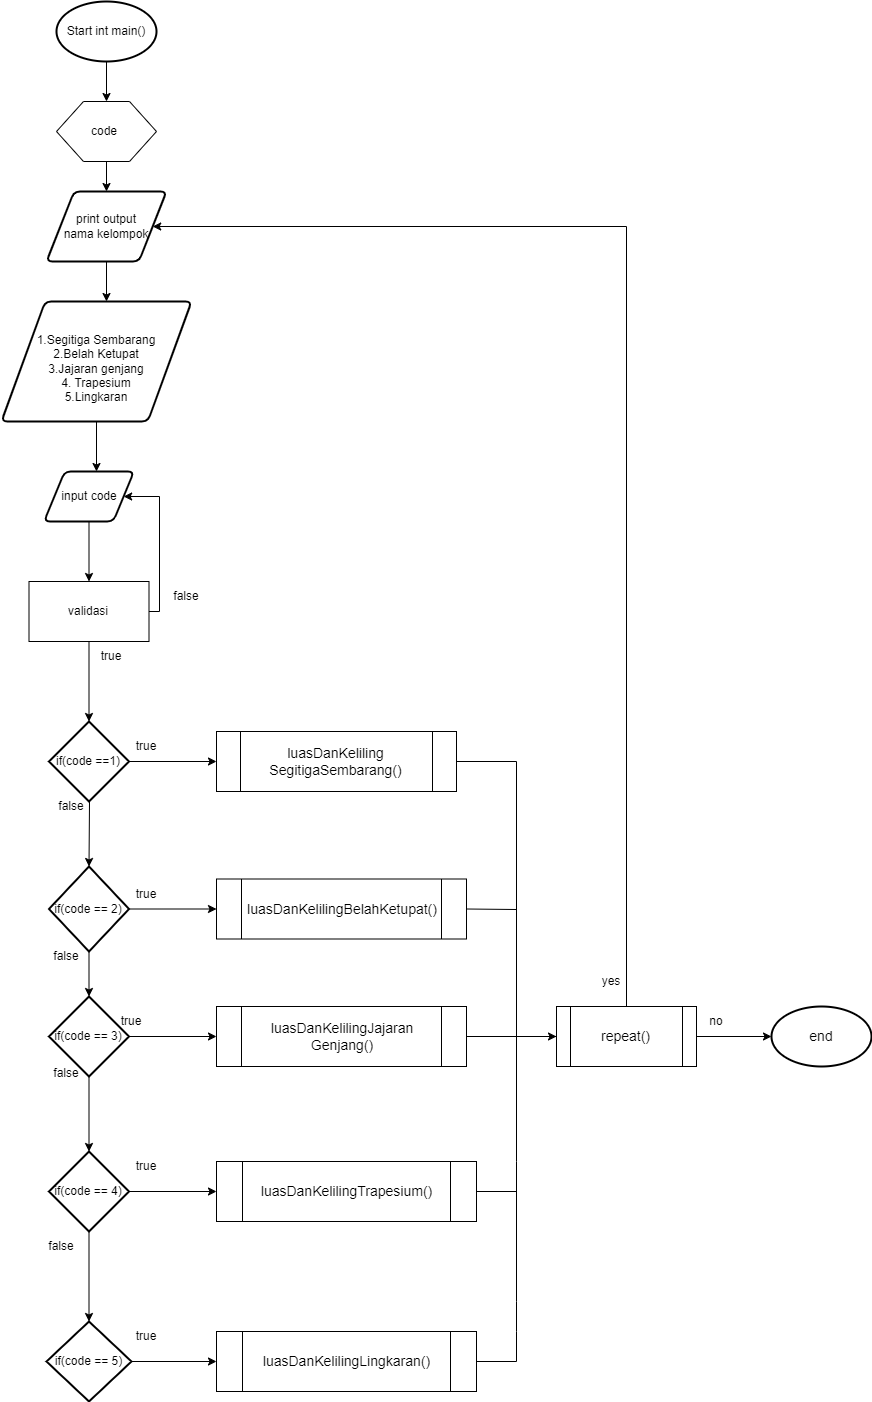 Start int main()
code
print output
nama kelompok
1.Segitiga Sembarang
2.Belah Ketupat
3.Jajaran genjang
4. Trapesium
5.Lingkaran
input code
false
validasi
true
true
if(code ==1)
luasDanKeliling
SegitigaSembarang()
false
true
if(code == 2)
luasDanKelilingBelahKetupat()
false
yes
true
no
if(code == 3)
luasDanKelilingJajaran
Genjang()
repeat()
end
false
true
if(code == 4)
luasDanKelilingTrapesium()
false
true
if(code == 5)
luasDanKelilingLingkaran()